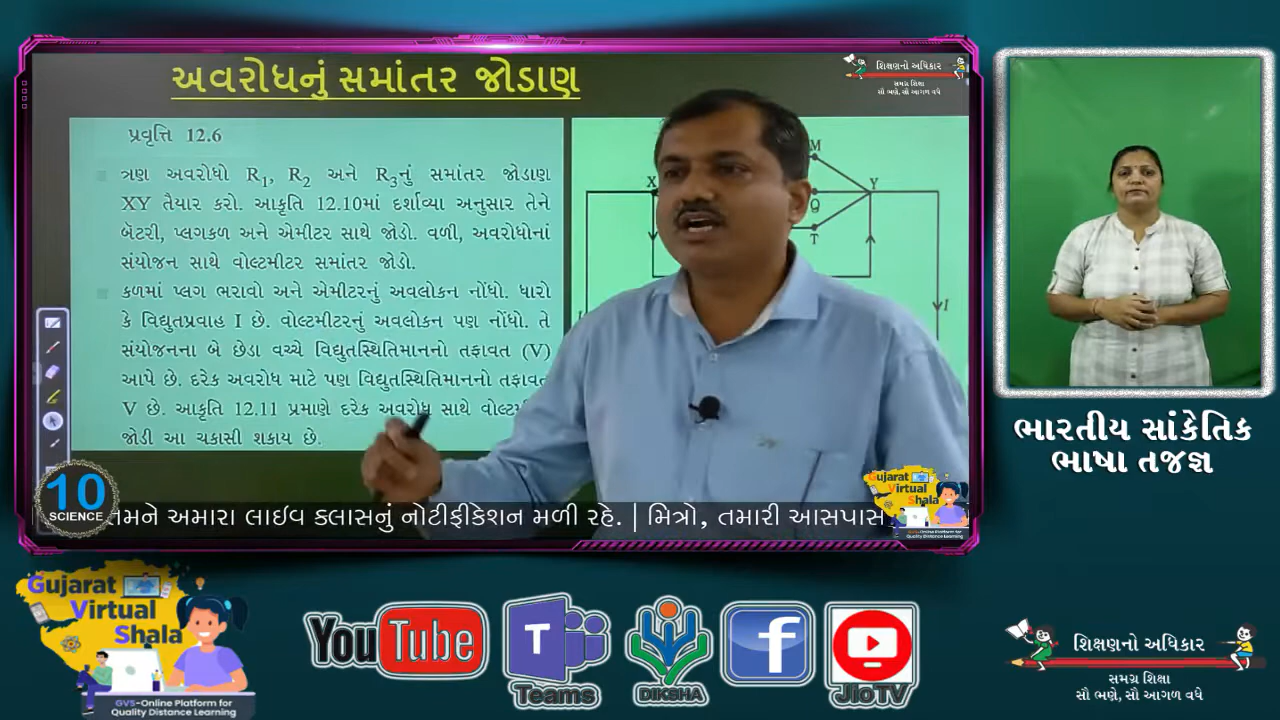 અવરોધનું સમાંતર જોડાણ
શિક્ષણનો અધિકાર
સમગ્ર શિક્ષા
સૌ ભણે, સૌ આગળ વધે
પ્રવૃત્તિ 12.6
ત્રણ અવરોધો R1, R2 અને R3નું સમાંતર જોડાણ
XY તૈયાર કરો. આકૃતિ 12.10માં દર્શાવ્યા અનુસાર તેને
બૅટરી, પ્લગકળ અને એમીટર સાથે જોડો. વળી, અવરોધોનાં
સંયોજન સાથે વોલ્ટમીટર સમાંતર જોડો.
કળમાં પ્લગ ભરાવો અને એમીટરનું અવલોકન નોંધો. ધારો
કે વિદ્યુતપ્રવાહ I છે. વોલ્ટમીટરનું અવલોકન પણ નોંધો. તે
સંયોજનના બે છેડા વચ્ચે વિદ્યુતસ્થિતિમાનનો તફાવત (V)
આપે છે. દરેક અવરોધ માટે પણ વિદ્યુતસ્થિતિમાનનો તફાવત
V છે. આકૃતિ 12.11 પ્રમાણે દરેક અવરોધ સાથે
જોડી આ ચકાસી શકાય છે.
M
X
Y
Q
T
I
10
SCIENCE
તમને અમારા લાઇવ ક્લાસનું નોટીફીકેશન મળી રહે. | મિત્રો, તમારી આસપાસ
Gujarat
Virtual
Shala
ભારતીય સાંકેતિક
ભાષા તજજ્ઞ
Gujarat
Virtual
Shala
GVS-Online Platform for
Quality Distance Learning
YouTube
T
Teams
DIKSHA
f
JioTV
શિક્ષણનો અધિકાર
સમગ્ર શિક્ષા
સૌ ભણે, સૌ આગળ વધે